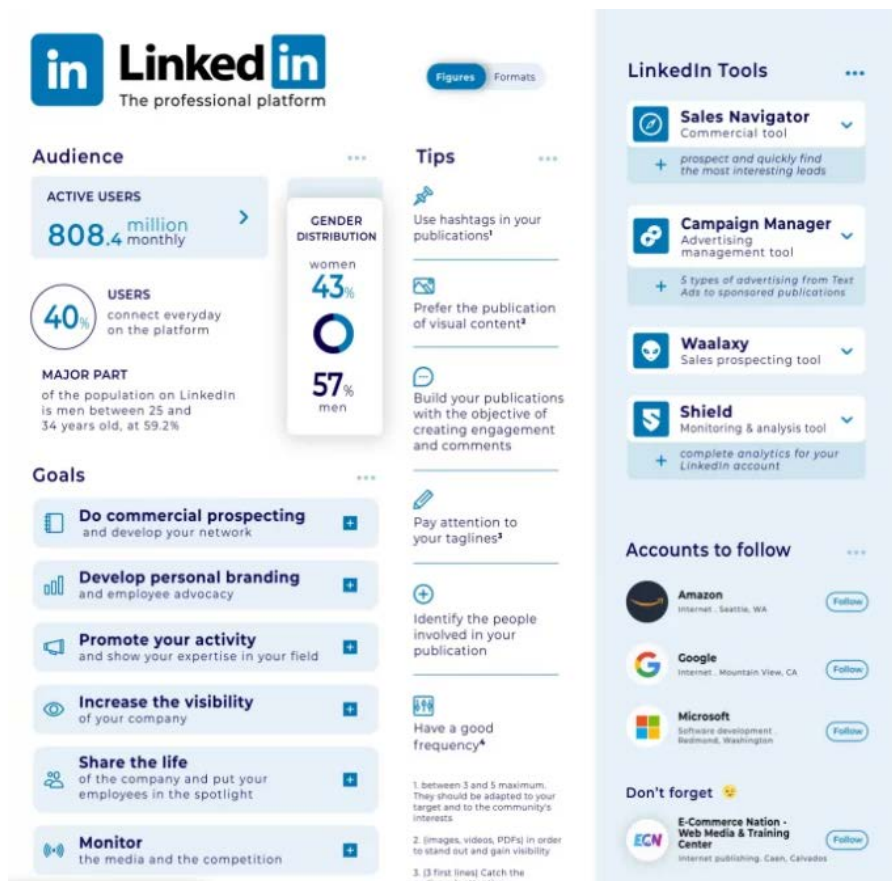 in Linked in
The professional platform
Figures Formats
Audience
ACTIVE USERS
808.4 million
monthly
40%
USERS
connect everyday
on the platform
MAJOR PART
of the population on LinkedIn
is men between 25 and
34 years old, at 59.2%
GENDER
DISTRIBUTION
women
43%
57%
men
Goals
Do commercial prospecting
and develop your network
Develop personal branding
and employee advocacy
Promote your activity
and show your expertise in your field
Increase the visibility
of your company
Share the life
of the company and put your
employees in the spotlight
Monitor
the media and the competition
Tips
Use hashtags in your
publications¹
Prefer the publication
of visual content²
Build your publications
with the objective of
creating engagement
and comments
Pay attention to
your taglines³
Identify the people
involved in your
publication
Have a good
frequency⁴
1. between 3 and 5 maximum.
They should be adapted to your
target and to the community's
interests
2. (images, videos, PDFs) in order
to stand out and gain visibility
3. (3 first lines) Catch the
LinkedIn Tools
Sales Navigator
Commercial tool
+ prospect and quickly find
the most interesting leads
Campaign Manager
Advertising
management tool
+ 5 types of advertising from Text
Ads to sponsored publications
Waalaxy
Sales prospecting tool
Shield
Monitoring & analysis tool
+ complete analytics for your
LinkedIn account
Accounts to follow
Amazon
Internet . Seattle, WA
Follow
Google
Internet . Mountain View, CA
Follow
Microsoft
Software development .
Redmond, Washington
Follow
Don't forget
ECN
E-Commerce Nation -
Web Media & Training
Center
Internet publishing. Caen, Calvados
Follow